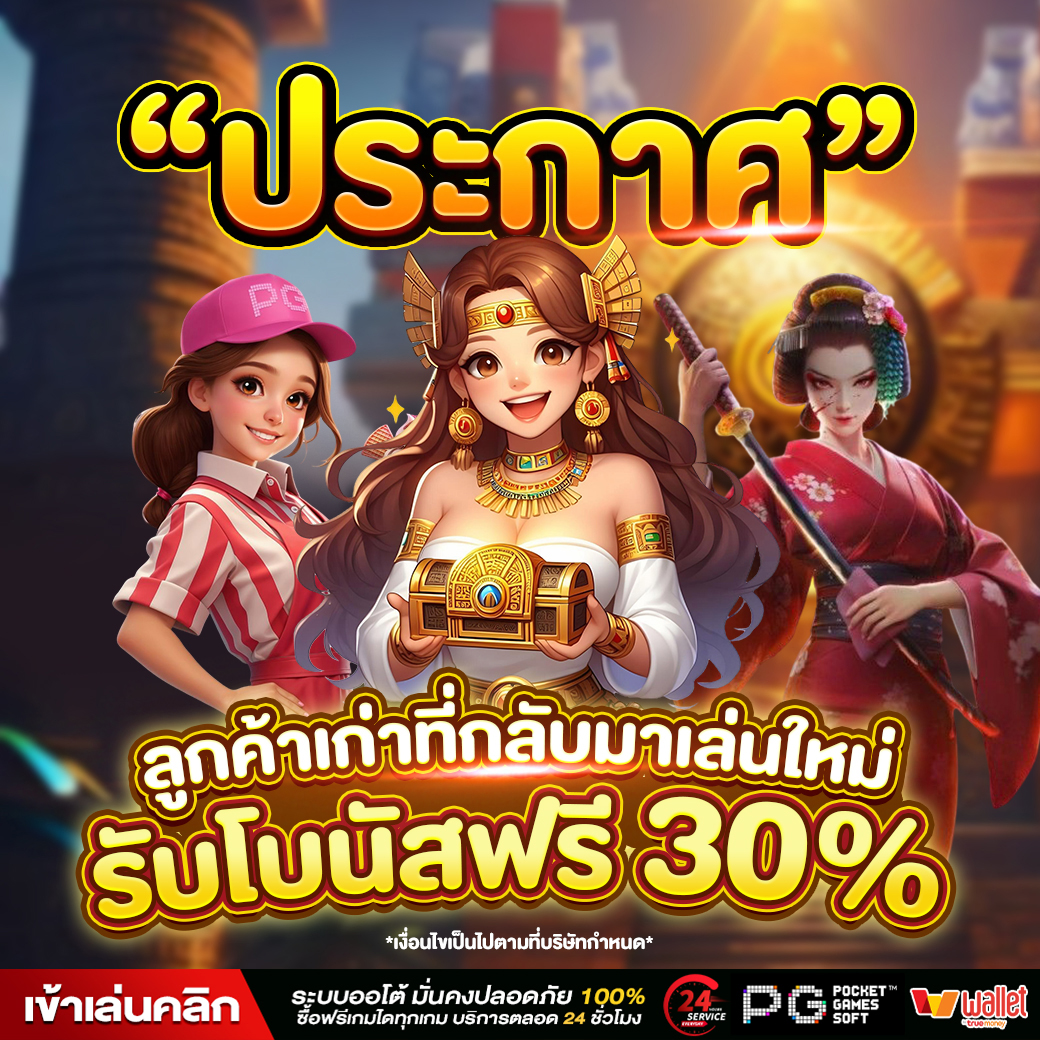 “ประกาศ”
PG
ลูกค้าเก่าที่กลับมาเล่นใหม่
รับโบนัสฟรี 30%
*เงื่อนไขเป็นไปตามที่บริษัทกำหนด*
เข้าเล่นคลิก
ระบบออโต้ มั่นคงปลอดภัย 100%
ซื้อฟรีเกมได้ทุกเกม บริการตลอด 24 ชั่วโมง
24 HOURS
SERVICE
EVERYDAY
PG POCKET GAMES SOFT™
wallet
by truemoney